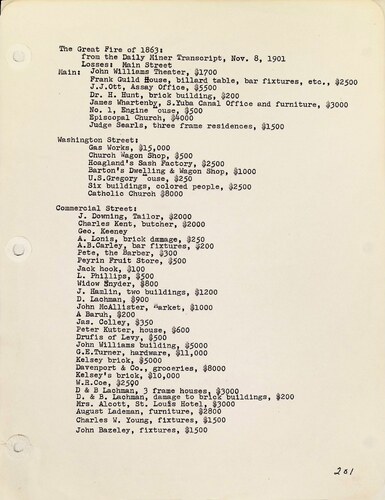 The Great Fire of 1863:
from the Daily Miner Transcript, Nov. 8, 1901
Losses: Main Street
Main: John Williams Theater, $1700
Frank Guild House, billard table, bar fixtures, etc., $2500
J.J.Ott, Assay Office, $5500
Dr. H. Hunt, brick building, $200
James Whartenby, S.Yuba Canal Office and furniture, $3000
No. 1, Engine ouse, $500
Episcopal Church, $4000
Judge Searls, three frame residences, $1500
Washington Street:
Gas Works, $15,000
Church Wagon Shop, $500
Hoagland's Sash Factory, $2500
Barton's Dwelling & Wagon Shop, $1000
U.S.Gregory ouse, $250
Six buildings, colored people, $2500
Catholic Church $8000
Commercial Street:
J. Downing, Tailor, $2000
Charles Kent, butcher, $2000
Geo. Keeney
A. Lonis, brick damage, $250
A.B.Carley, bar fixtures, $200
Pete, the Barber, $300
Peyrin Fruit Store, $500
Jack hook, $100
L. Phillips, $500
Widow Snyder, $800
J. Hamlin, two buildings, $1200
D. Lachman, $900
John McAllister, Market, $1000
A Baruh, $200
Jas. Colley, $350
Peter Kutter, house, $600
Drufis of Levy, $500
John Williams building, $5000
G.E.Turner, hardware, $11,000
Kelsey brick, $5000
Davenport & Co., groceries, $8000
Kelsey's brick, $10,000
W.R.Coe, $2500
D & B Lachman, 3 frame houses, $3000
D. & B. Lachman, damage to brick buildings, $200
Mrs. Alcott, St. Louis Hotel, $3000
August Lademan, furniture, $2800
Charles W. Young, fixtures, $1500
John Bazeley, fixtures, $1500
201